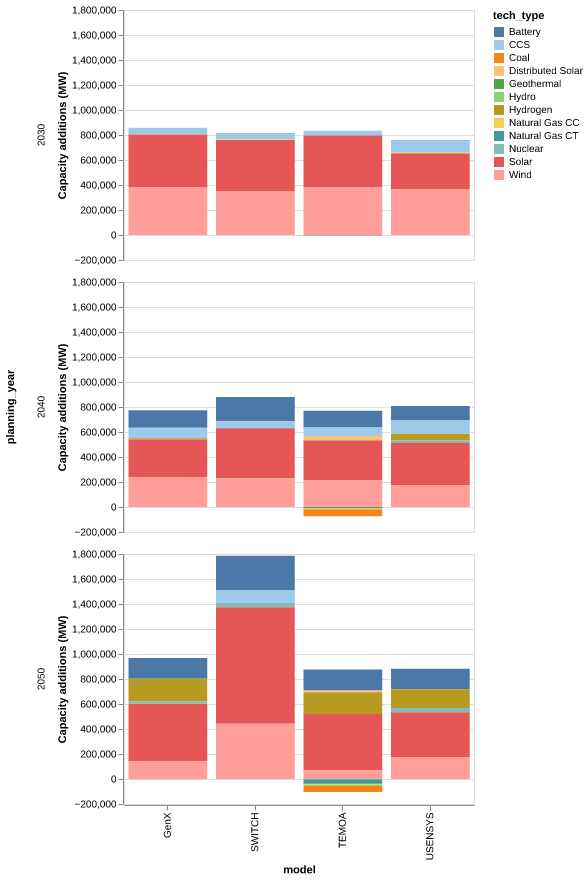 tech_type
Battery
CCS
Coal
Distributed Solar
Geothermal
Hydro
Hydrogen
Natural Gas CC
Natural Gas CT
Nuclear
Solar
Wind
planning_year
2030
Capacity additions (MW)
1,800,000
1,600,000
1,400,000
1,200,000
1,000,000
800,000
600,000
400,000
200,000
0
−200,000
2040
Capacity additions (MW)
1,800,000
1,600,000
1,400,000
1,200,000
1,000,000
800,000
600,000
400,000
200,000
0
−200,000
2050
Capacity additions (MW)
1,800,000
1,600,000
1,400,000
1,200,000
1,000,000
800,000
600,000
400,000
200,000
0
−200,000
GenX
SWITCH
TEMOA
USENSYS
model